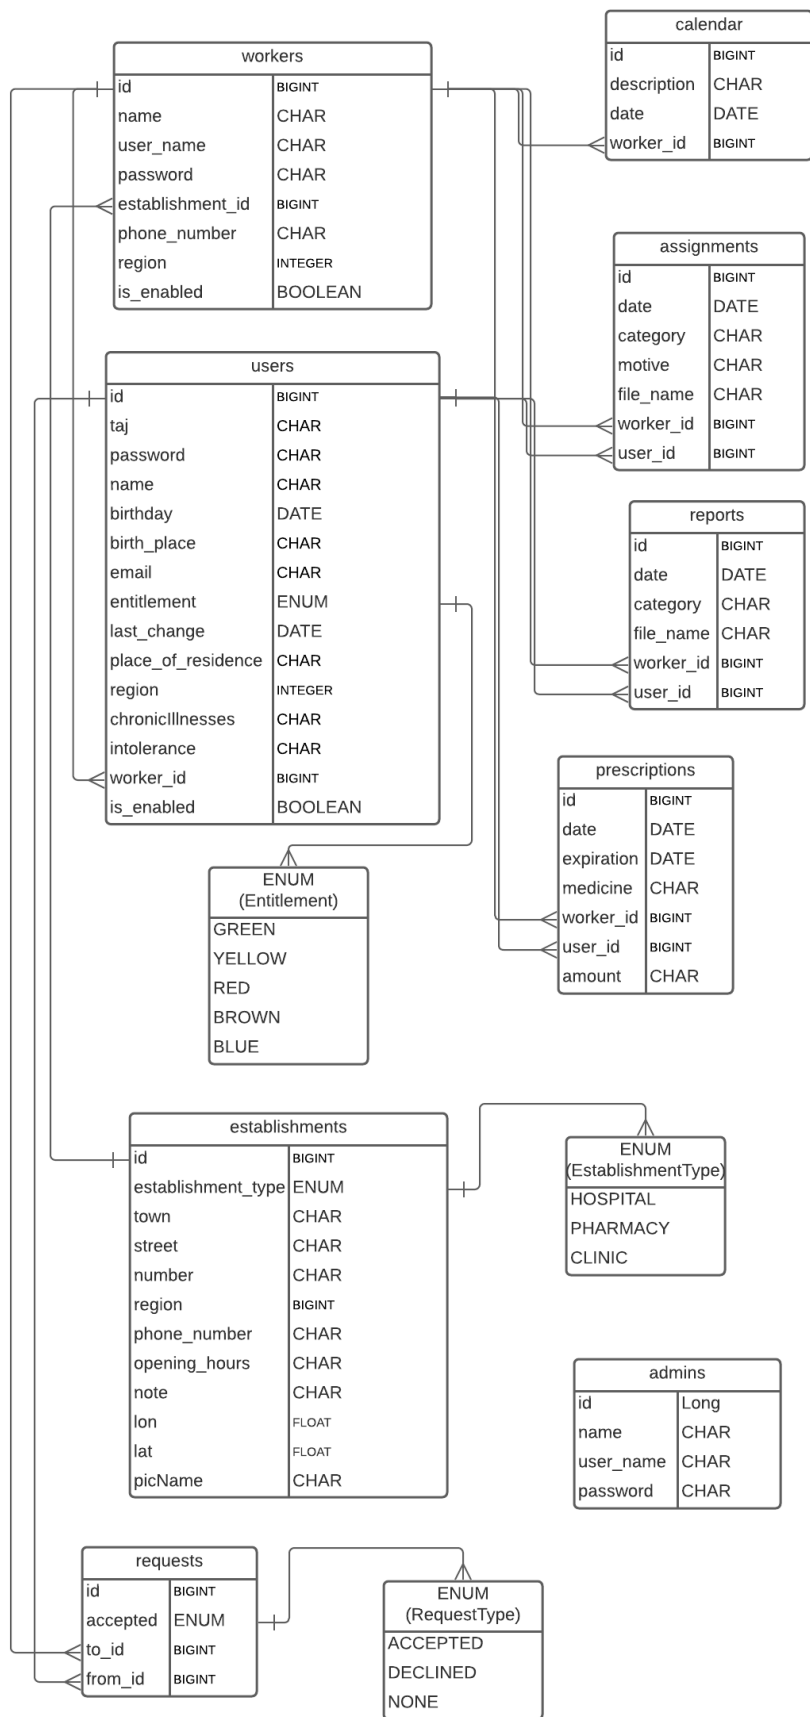 workers
id BIGINT
name CHAR
user_name CHAR
password CHAR
establishment_id BIGINT
phone_number CHAR
region INTEGER
is_enabled BOOLEAN
calendar
id BIGINT
description CHAR
date DATE
worker_id BIGINT
assignments
id BIGINT
date DATE
category CHAR
motive CHAR
file_name CHAR
worker_id BIGINT
user_id BIGINT
users
id BIGINT
taj CHAR
password CHAR
name CHAR
birthday DATE
birth_place CHAR
email CHAR
entitlement ENUM
last_change DATE
place_of_residence CHAR
region INTEGER
chronicIllnesses CHAR
intolerance CHAR
worker_id BIGINT
is_enabled BOOLEAN
reports
id BIGINT
date DATE
category CHAR
file_name CHAR
worker_id BIGINT
user_id BIGINT
prescriptions
id BIGINT
date DATE
expiration DATE
medicine CHAR
worker_id BIGINT
user_id BIGINT
amount CHAR
ENUM
(Entitlement)
GREEN
YELLOW
RED
BROWN
BLUE
establishments
id BIGINT
establishment_type ENUM
town CHAR
street CHAR
number CHAR
region BIGINT
phone_number CHAR
opening_hours CHAR
note CHAR
lon FLOAT
lat FLOAT
picName CHAR
ENUM
(EstablishmentType)
HOSPITAL
PHARMACY
CLINIC
admins
id Long
name CHAR
user_name CHAR
password CHAR
requests
id BIGINT
accepted ENUM
to_id BIGINT
from_id BIGINT
ENUM
(RequestType)
ACCEPTED
DECLINED
NONE